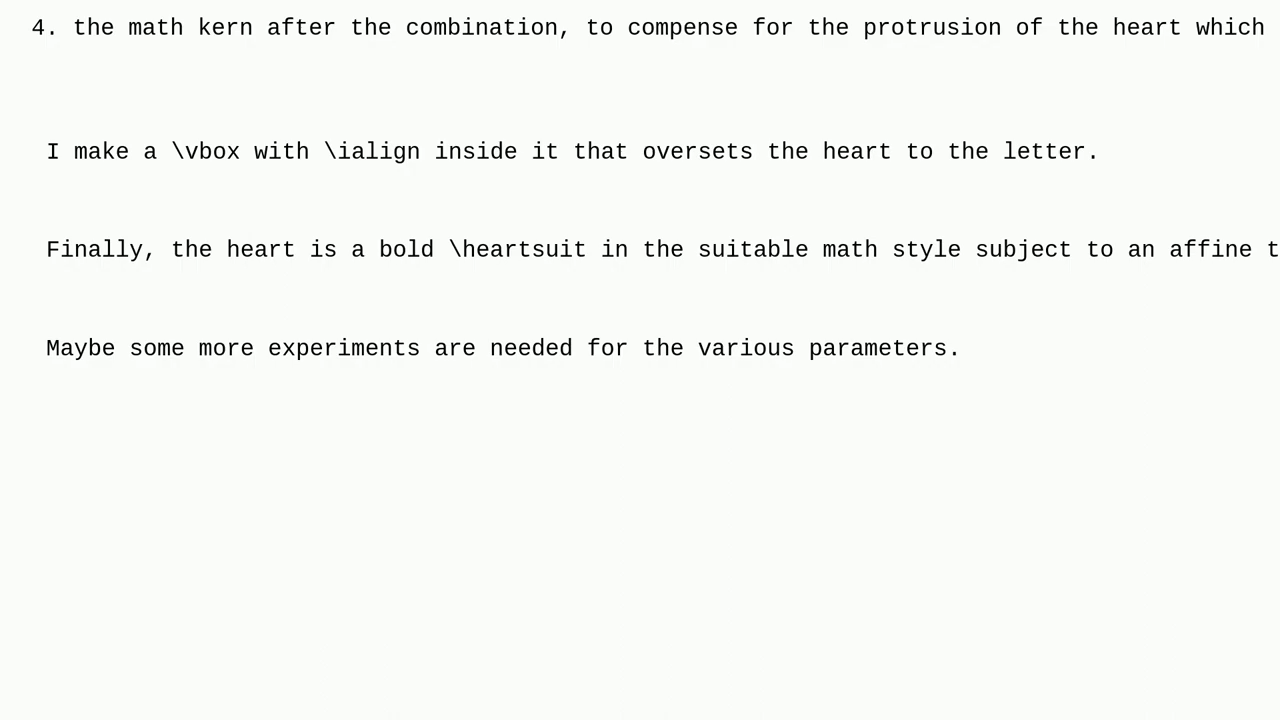 4. the math kern after the combination, to compense for the protrusion of the heart which
I make a \vbox with \ialign inside it that oversets the heart to the letter.
Finally, the heart is a bold \heartsuit in the suitable math style subject to an affine
Maybe some more experiments are needed for the various parameters.